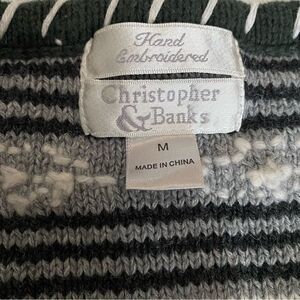 Hand
Embroidered
Christopher
& Banks
M
MADE IN CHINA